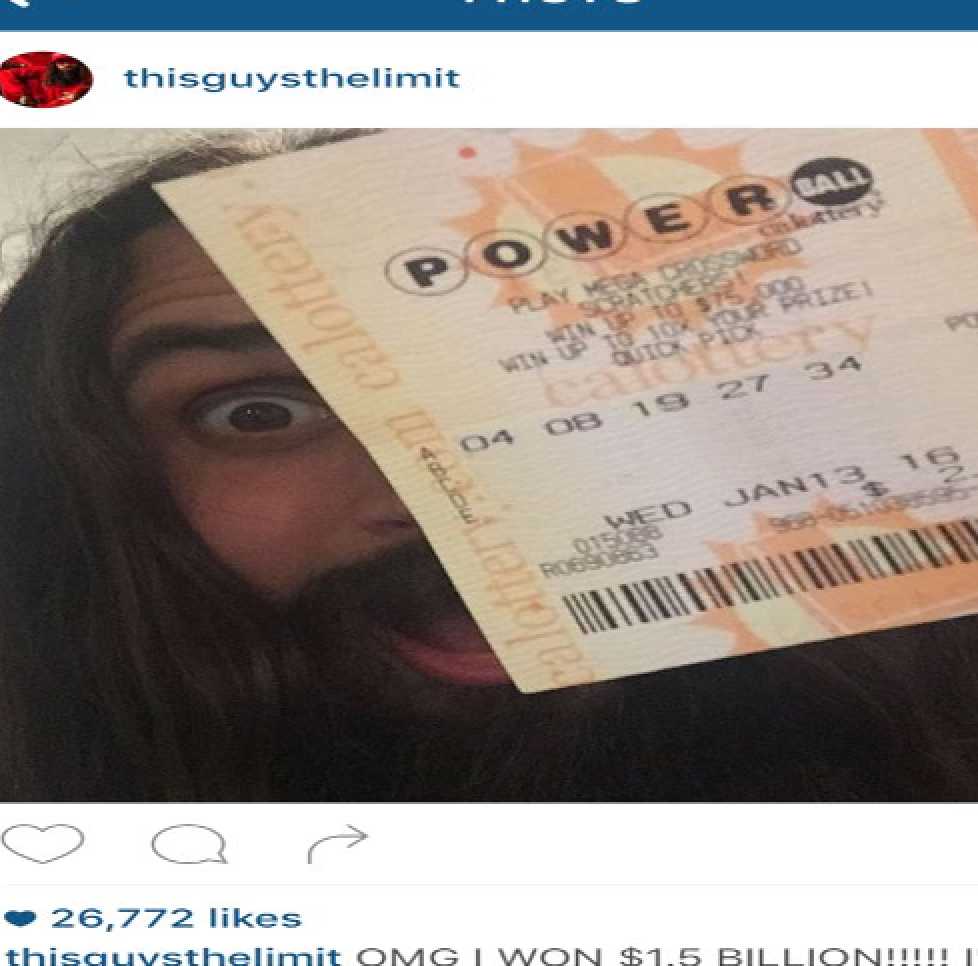 thisguysthelimit
POWER BALL
calottery
PLAY MEGA CROSSWORD
SCRATCHERS!
WIN UP TO $75,000
WIN UP TO 10X YOUR PRIZE!
QUICK PICK
calottery
04 08 19 27 34
WED JAN13 16
$ 2
015088
R0690863
calottery.com calottery
26,772 likes
thisguysthelimit OMG I WON $1.5 BILLION!!!!!